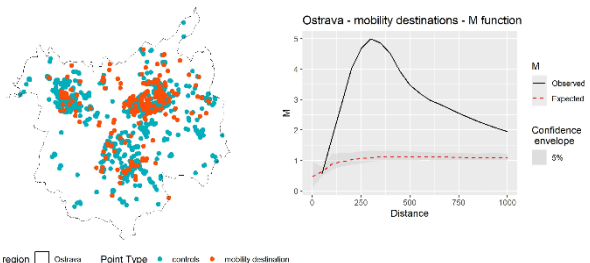 Ostrava - mobility destinations - M function
5
4
3
2
1
0
M
0
250
500
750
1000
Distance
M
Observed
Expected
Confidence
envelope
5%
region
Ostrava
Point Type
controls
mobility destination